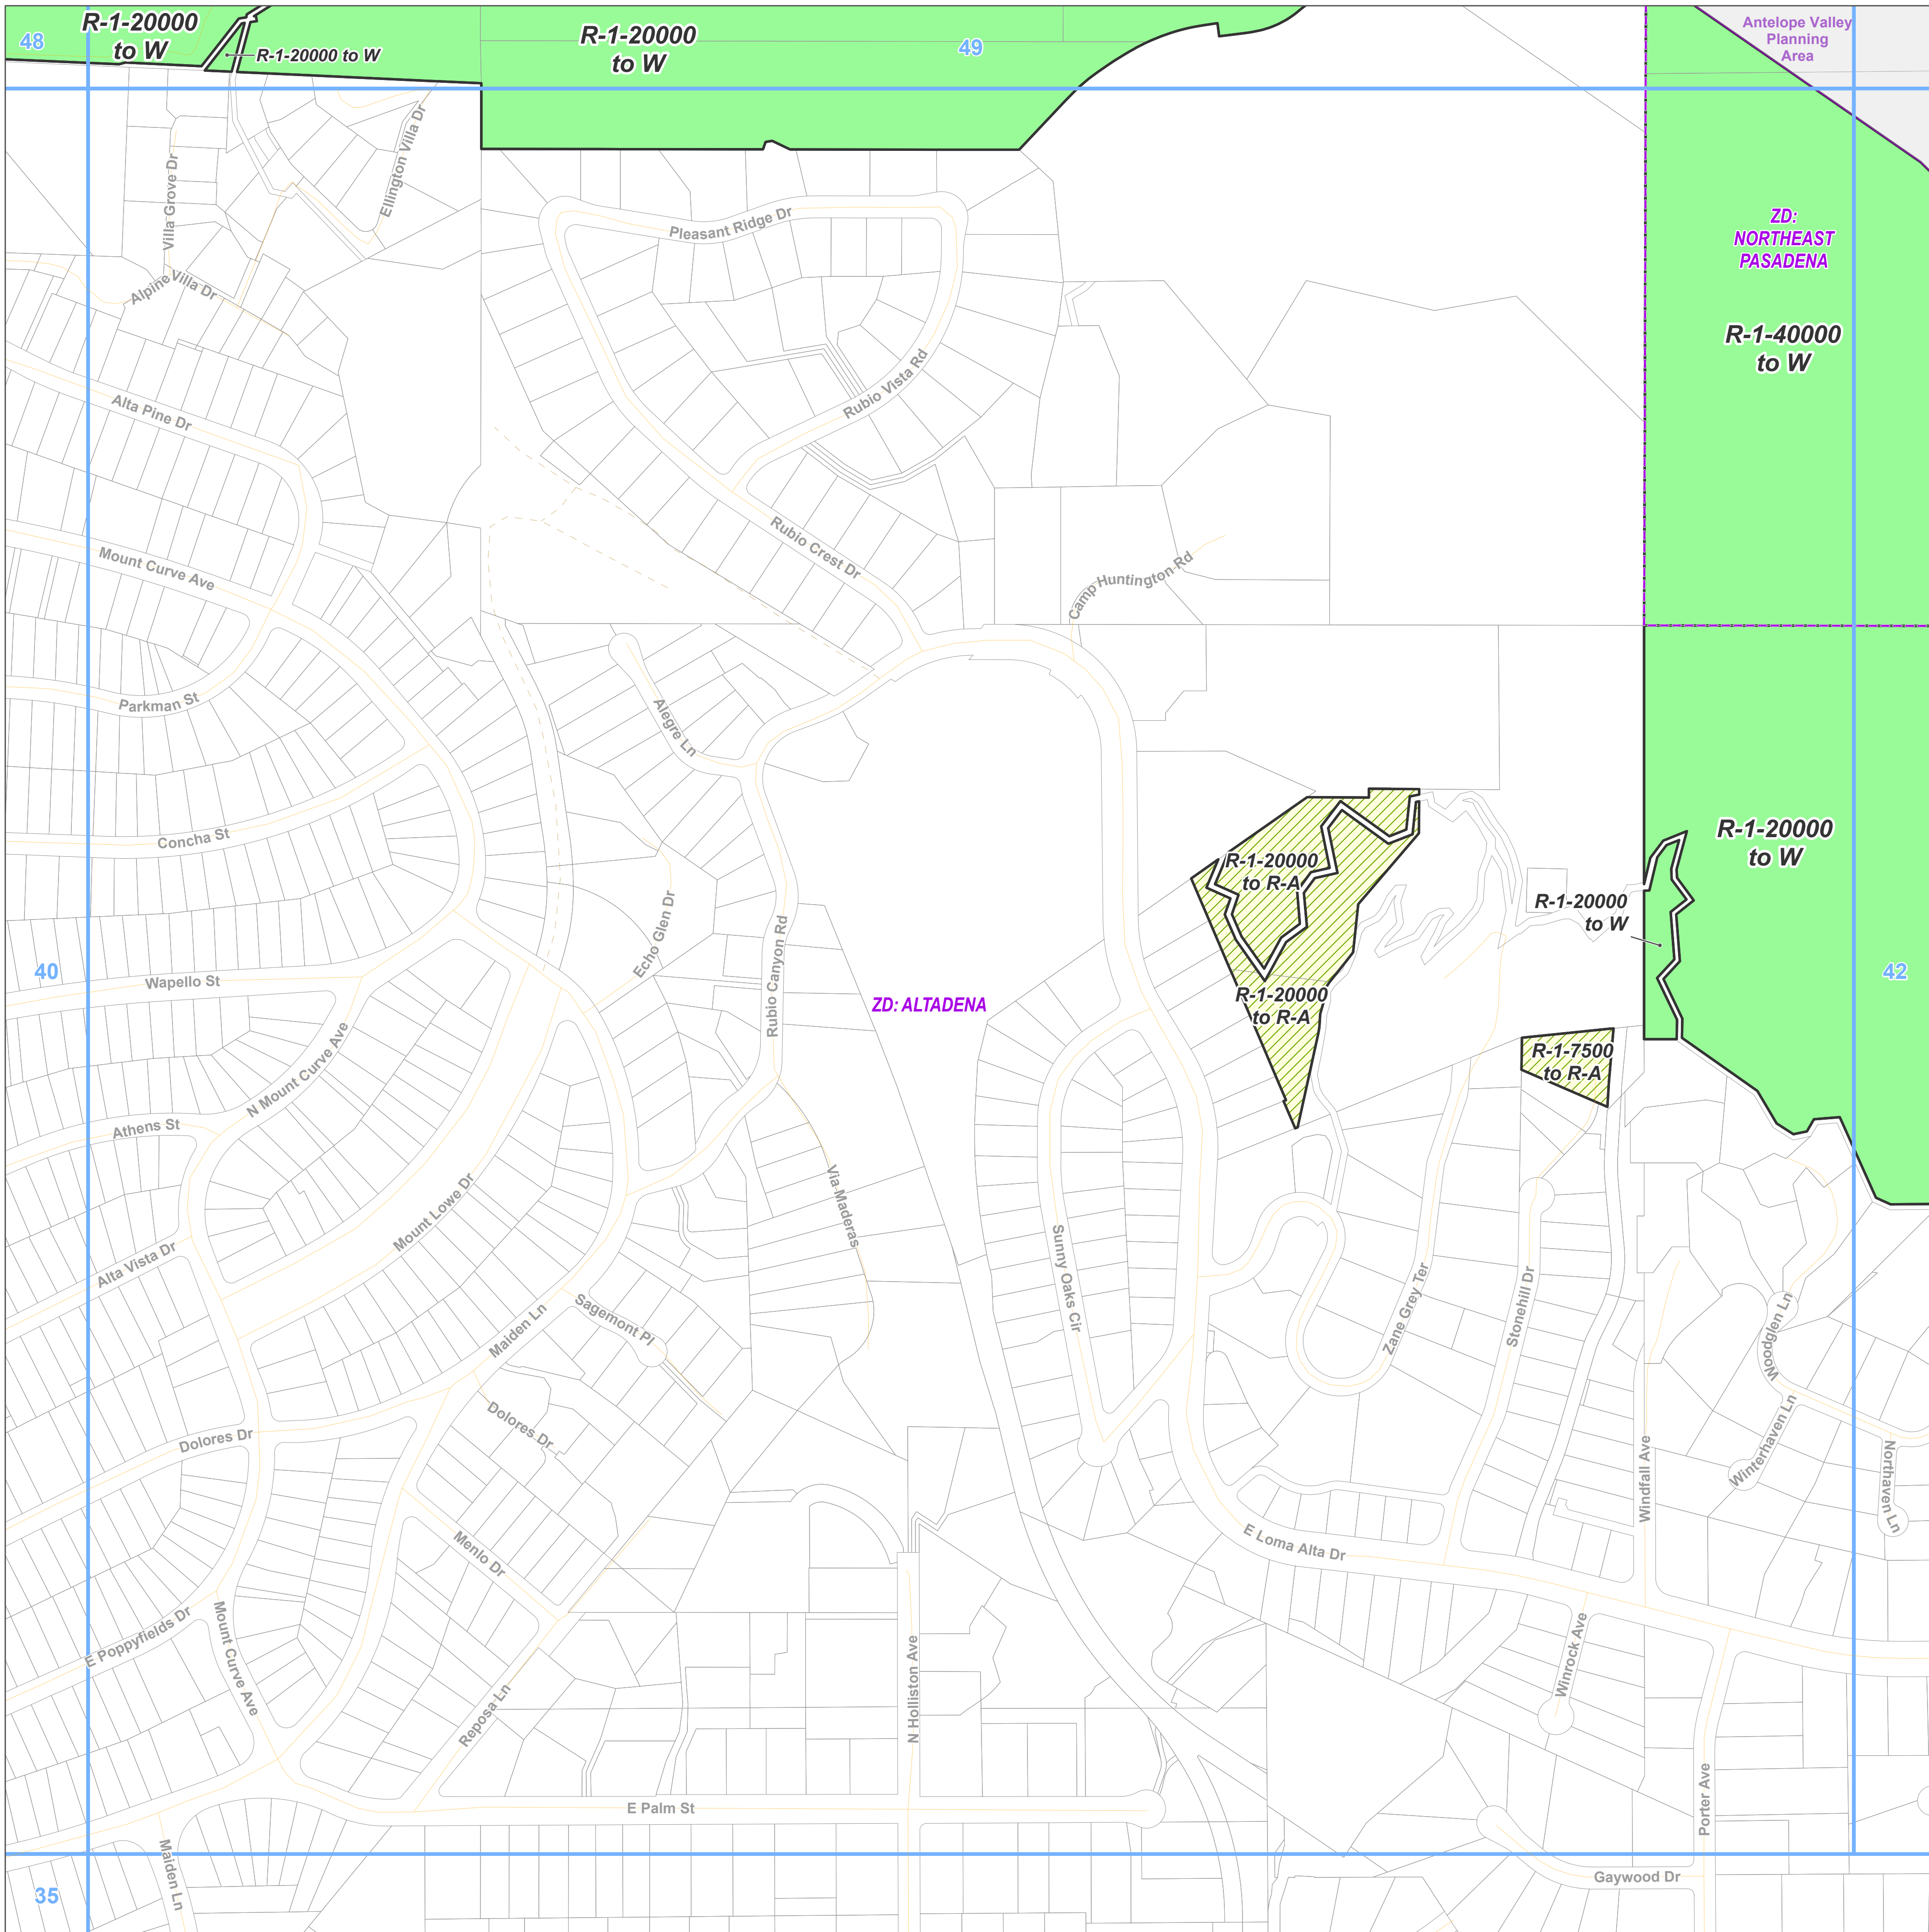 R-1-20000
to W
R-1-20000 to W
R-1-20000
to W
48
49
Antelope Valley
Planning
Area
Ellington Villa Dr
Villa Grove Dr
Alpine Villa Dr
Pleasant Ridge Dr
Rubio Vista Rd
ZD:
NORTHEAST
PASADENA
R-1-40000
to W
Alta Pine Dr
Mount Curve Ave
Rubio Crest Dr
Camp Huntington Rd
Parkman St
Alegre Ln
Concha St
R-1-20000
to W
R-1-20000
to R-A
R-1-20000
to W
Echo Glen Dr
Rubio Canyon Rd
40
Wapello St
ZD: ALTADENA
R-1-20000
to R-A
42
N Mount Curve Ave
R-1-7500
to R-A
Athens St
Mount Lowe Dr
Via Maderas
Alta Vista Dr
Sunny Oaks Cir
Zane Grey Ter
Stonehill Dr
Woodglen Ln
Maiden Ln
Sagemont Pl
Dolores Dr
Dolores Dr
Windfall Ave
Winterhaven Ln
Northaven Ln
Menlo Dr
E Loma Alta Dr
E Poppyfields Dr
Mount Curve Ave
Reposa Ln
N Holliston Ave
Winrock Ave
Porter Ave
E Palm St
Maiden Ln
Gaywood Dr
35